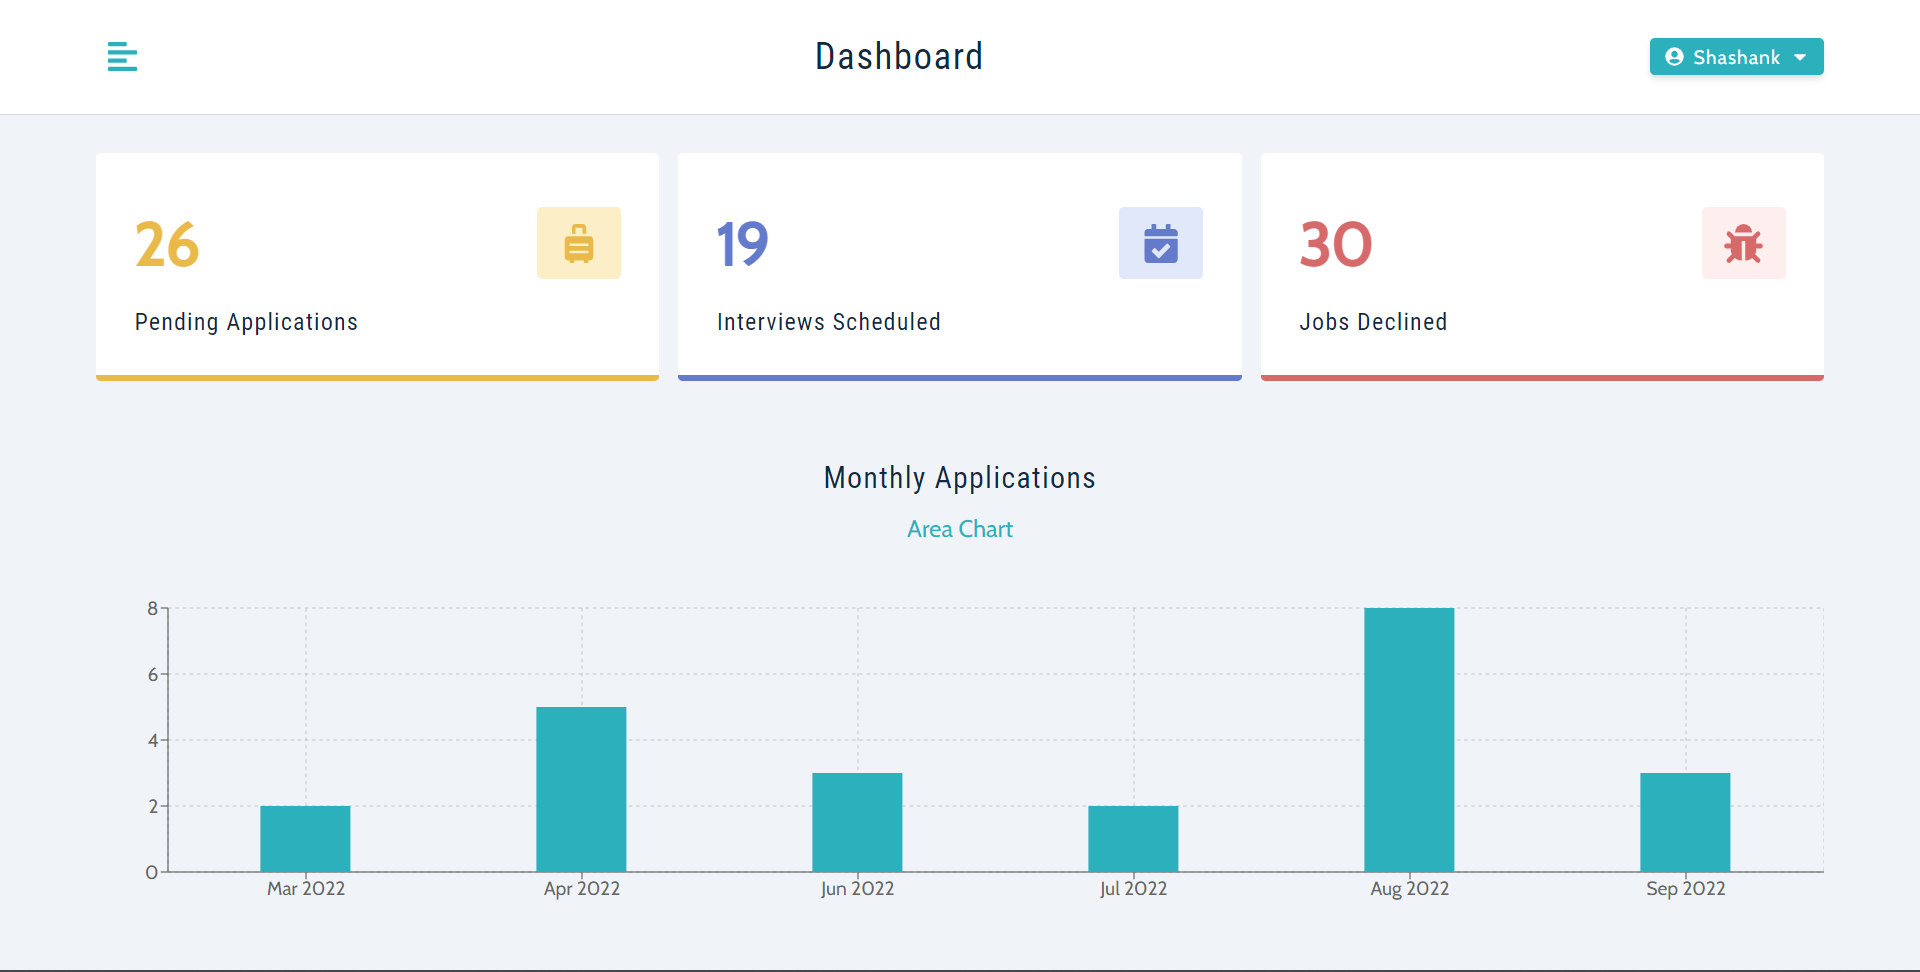 Dashboard
Shashank
26
Pending Applications
19
Interviews Scheduled
30
Jobs Declined
Monthly Applications
Area Chart
8
6
4
2
0
Mar 2022
Apr 2022
Jun 2022
Jul 2022
Aug 2022
Sep 2022